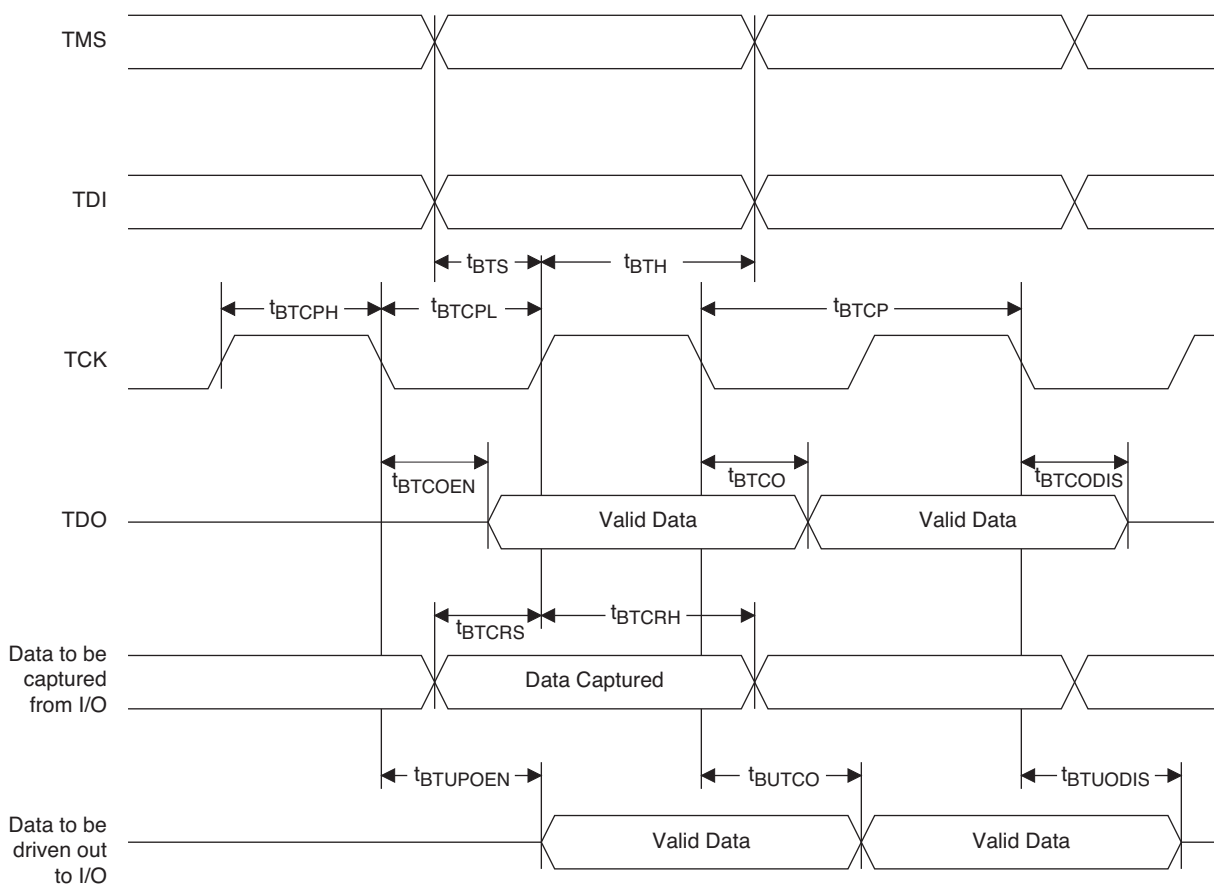 TMS
TDI
tBTS
tBTH
tBTCPH
tBTCPL
tBTCP
TCK
tBTCOEN
tBTCO
tBTCODIS
TDO
Valid Data
Valid Data
tBTCRS
tBTCRH
Data to be
captured
from I/O
Data Captured
tBTUPOEN
tBUTCO
tBTUODIS
Data to be
driven out
to I/O
Valid Data
Valid Data